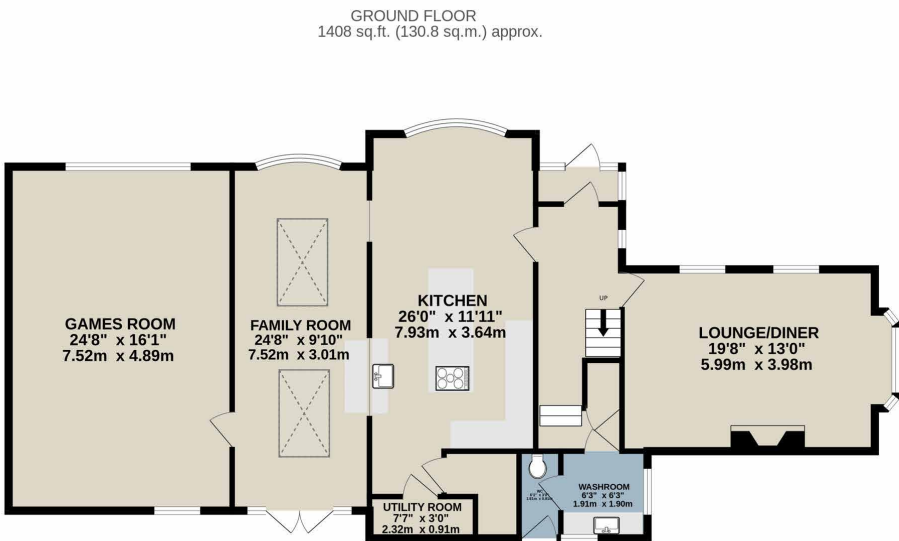 GROUND FLOOR
1408 sq.ft. (130.8 sq.m.) approx.
GAMES ROOM
24'8" x 16'1"
7.52m x 4.89m
FAMILY ROOM
24'8" x 9'10"
7.52m x 3.01m
KITCHEN
26'0" x 11'11"
7.93m x 3.64m
UP
LOUNGE/DINER
19'8" x 13'0"
5.99m x 3.98m
UTILITY ROOM
7'7" x 3'0"
2.32m x 0.91m
WASHROOM
6'3" x 6'3"
1.91m x 1.90m